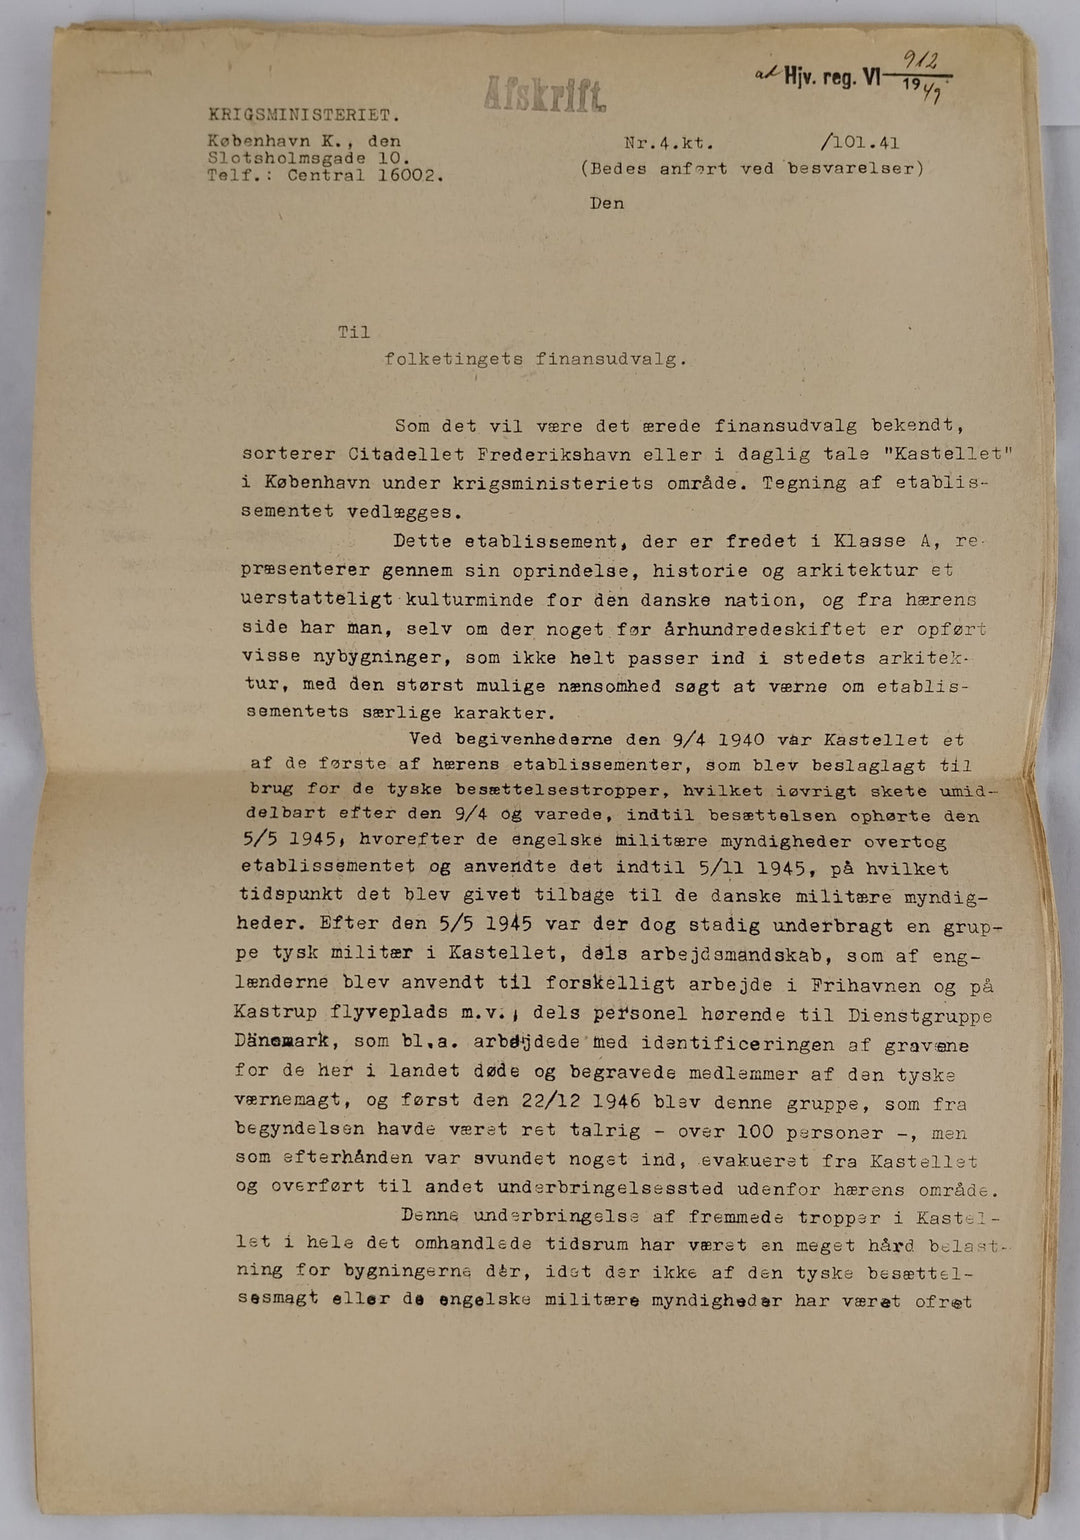 Afskrift.
ad Hjv. reg. VI 912
19 47
KRIGSMINISTERIET.
København K., den
Slotsholmsgade 10.
Telf.: Central 16002.
Nr.4.kt. /101.41
(Bedes anført ved besvarelser)
Den
Til
folketingets finansudvalg.
Som det vil være det ærede finansudvalg bekendt,
sorterer Citadellet Frederikshavn eller i daglig tale "Kastellet"
i København under krigsministeriets område. Tegning af etablis-
sementet vedlægges.
Dette etablissement, der er fredet i Klasse A, re-
præsenterer gennem sin oprindelse, historie og arkitektur et
uerstatteligt kulturminde for den danske nation, og fra hærens
side har man, selv om der noget før århundredeskiftet er opført
visse nybygninger, som ikke helt passer ind i stedets arkitek-
tur, med den størst mulige nænsomhed søgt at værne om etablis-
sementets særlige karakter.
Ved begivenhederne den 9/4 1940 var Kastellet et
af de første af hærens etablissementer, som blev beslaglagt til
brug for de tyske besættelsestropper, hvilket iøvrigt skete umid-
delbart efter den 9/4 og varede, indtil besættelsen ophørte den
5/5 1945, hvorefter de engelske militære myndigheder overtog
etablissementet og anvendte det indtil 5/11 1945, på hvilket
tidspunkt det blev givet tilbage til de danske militære myndig-
heder. Efter den 5/5 1945 var der dog stadig underbragt en grup-
pe tysk militær i Kastellet, dels arbejdsmandskab, som af eng-
lænderne blev anvendt til forskelligt arbejde i Frihavnen og på
Kastrup flyveplads m.v., dels personel hørende til Dienstgruppe
Dänemark, som bl.a. arbejdede med identificeringen af gravene
for de her i landet døde og begravede medlemmer af den tyske
værnemagt, og først den 22/12 1946 blev denne gruppe, som fra
begyndelsen havde været ret talrig - over 100 personer -, men
som efterhånden var svundet noget ind, evakueret fra Kastellet
og overført til andet underbringelsessted udenfor hærens område.
Denne underbringelse af fremmede tropper i Kastel-
let i hele det omhandlede tidsrum har været en meget hård belast-
ning for bygningerne dér, idet der ikke af den tyske besættel-
sesmagt eller de engelske militære myndigheder har været ofret